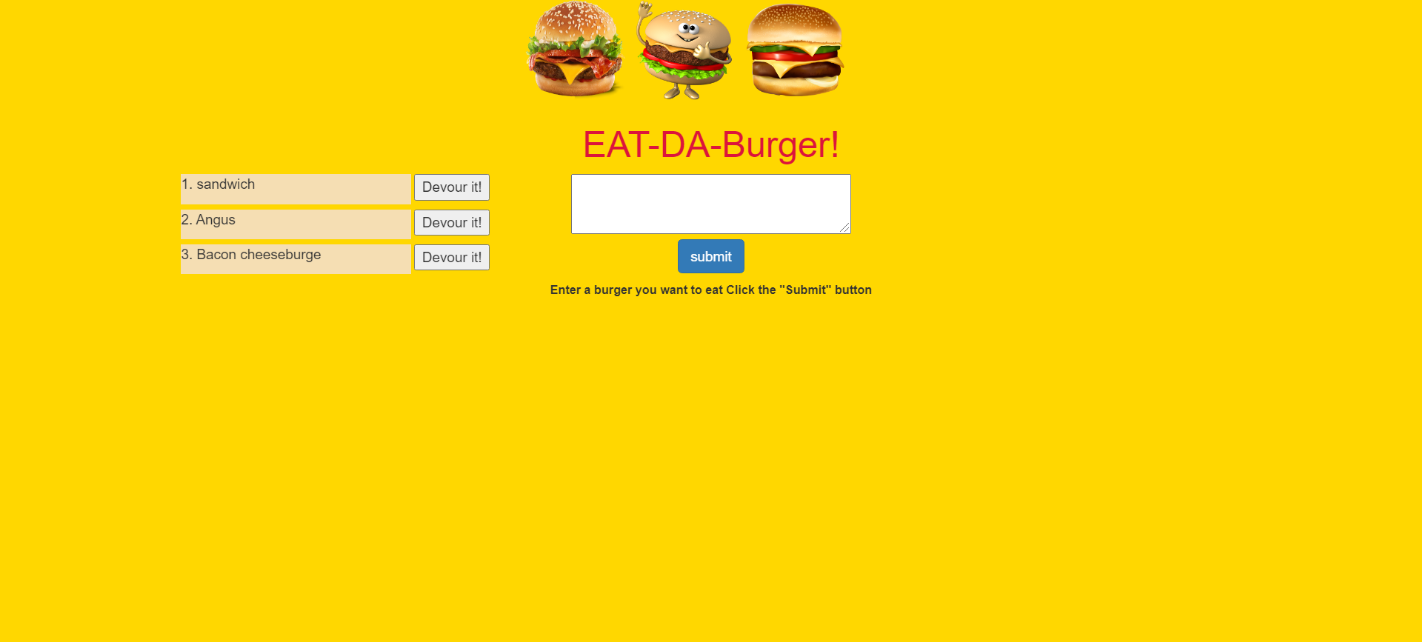 EAT-DA-Burger!
1. sandwich
Devour it!
2. Angus
Devour it!
3. Bacon cheeseburge
Devour it!
submit
Enter a burger you want to eat Click the "Submit" button